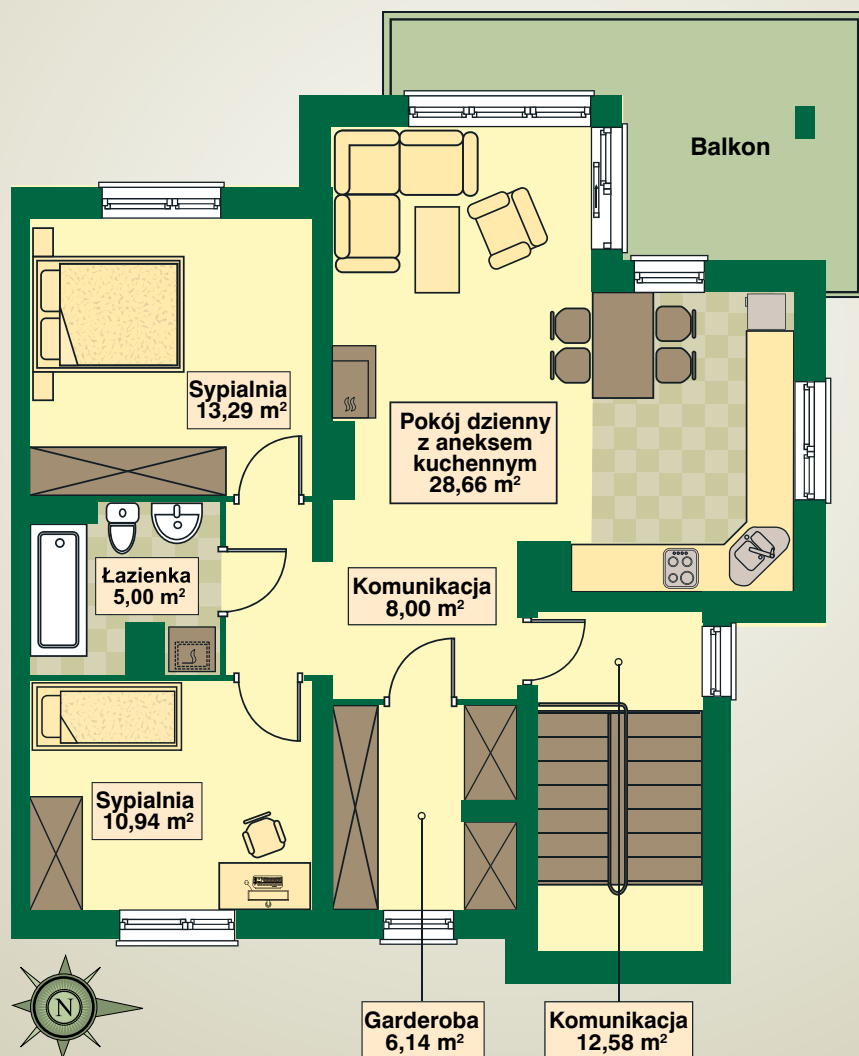 Balkon
Sypialnia
13,29 m²
Pokój dzienny
z aneksem
kuchennym
28,66 m²
Łazienka
5,00 m²
Komunikacja
8,00 m²
Sypialnia
10,94 m²
N
Garderoba
6,14 m²
Komunikacja
12,58 m²